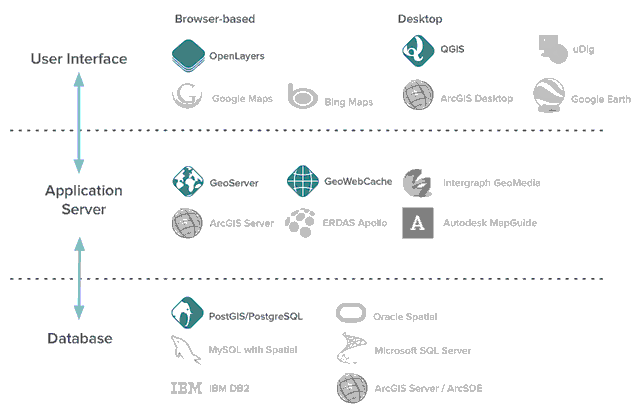 Browser-based
Desktop
User Interface
OpenLayers
QGIS
uDig
Google Maps
Bing Maps
ArcGIS Desktop
Google Earth
Application
Server
GeoServer
GeoWebCache
Intergraph GeoMedia
ArcGIS Server
ERDAS Apollo
A
Autodesk MapGuide
Database
PostGIS/PostgreSQL
Oracle Spatial
MySQL with Spatial
Microsoft SQL Server
IBM
IBM DB2
ArcGIS Server / ArcSDE